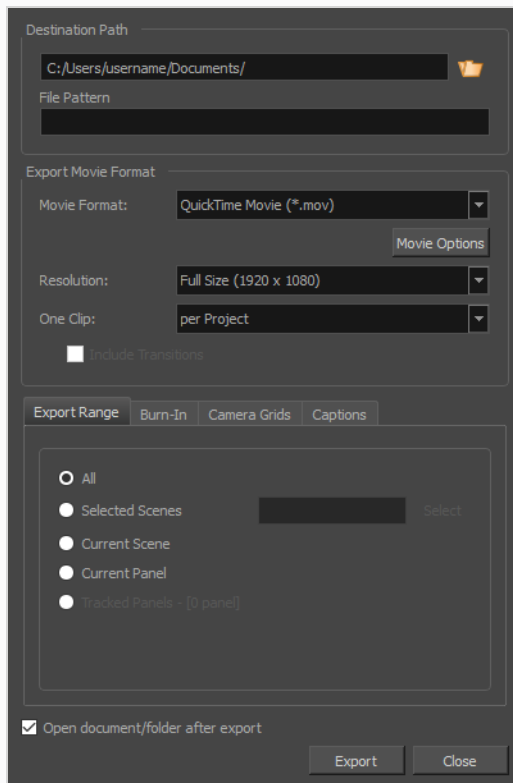 Destination Path
C:/Users/username/Documents/
File Pattern
Export Movie Format
Movie Format: QuickTime Movie (*.mov)
Movie Options
Resolution: Full Size (1920 x 1080)
One Clip: per Project
Include Transitions
Export Range Burn-In Camera Grids Captions
All
Selected Scenes Select
Current Scene
Current Panel
Tracked Panels - [0 panel]
Open document/folder after export
Export Close